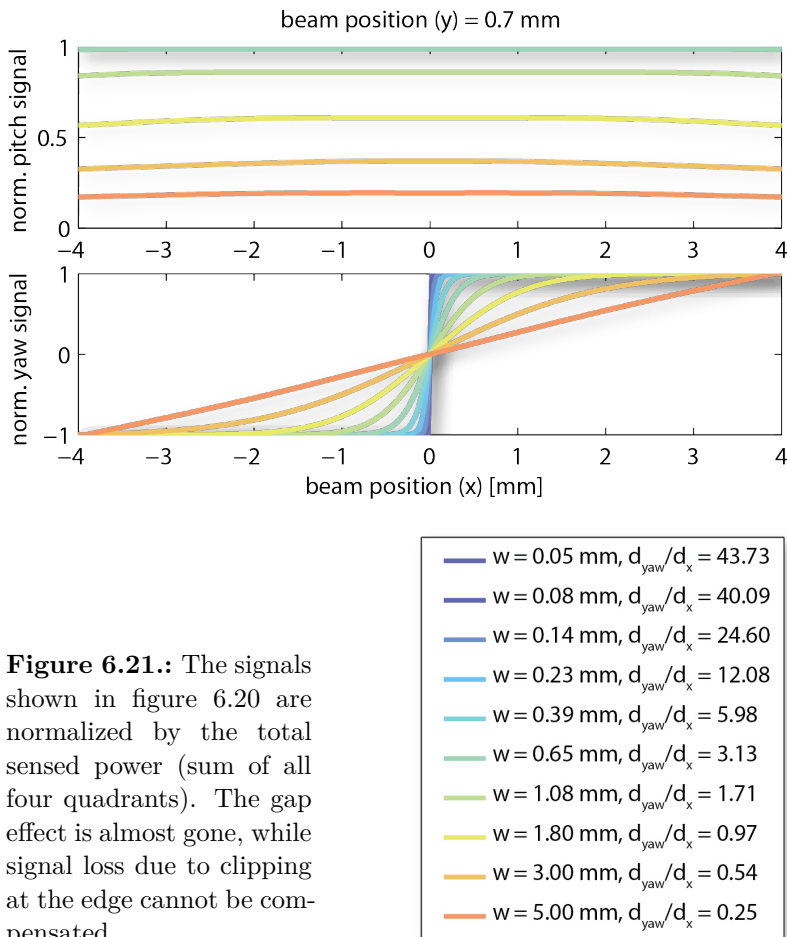 beam position (y) = 0.7 mm
norm. pitch signal
1
0.5
0
−4 −3 −2 −1 0 1 2 3 4
norm. yaw signal
1
0
−1
−4 −3 −2 −1 0 1 2 3 4
beam position (x) [mm]
w = 0.05 mm, dyaw/dx = 43.73
w = 0.08 mm, dyaw/dx = 40.09
w = 0.14 mm, dyaw/dx = 24.60
w = 0.23 mm, dyaw/dx = 12.08
w = 0.39 mm, dyaw/dx = 5.98
w = 0.65 mm, dyaw/dx = 3.13
w = 1.08 mm, dyaw/dx = 1.71
w = 1.80 mm, dyaw/dx = 0.97
w = 3.00 mm, dyaw/dx = 0.54
w = 5.00 mm, dyaw/dx = 0.25
Figure 6.21.: The signals
shown in figure 6.20 are
normalized by the total
sensed power (sum of all
four quadrants). The gap
effect is almost gone, while
signal loss due to clipping
at the edge cannot be com-
pensated